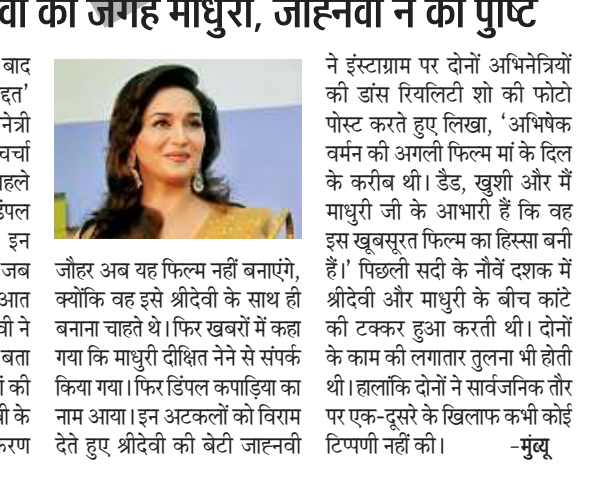 की जगह माधुरी, जाह्नवी ने की पुष्टि
बाद
नेत्री
चर्चा
इन
जब
वी ने
बता
की
के
जौहर अब यह फिल्म नहीं बनाएंगे,
क्योंकि वह इसे श्रीदेवी के साथ ही
बनाना चाहते थे। फिर खबरों में कहा
गया कि माधुरी दीक्षित नेने से संपर्क
किया गया। फिर डिंपल कपाड़िया का
नाम आया। इन अटकलों को विराम
देते हुए श्रीदेवी की बेटी जाह्नवी
ने इंस्टाग्राम पर दोनों अभिनेत्रियों
की डांस रियलिटी शो की फोटो
पोस्ट करते हुए लिखा, ‘अभिषेक
वर्मन की अगली फिल्म मां के दिल
के करीब थी। डैड, खुशी और मैं
माधुरी जी के आभारी हैं कि वह
इस खूबसूरत फिल्म का हिस्सा बनी
हैं।’ पिछली सदी के नौवें दशक में
श्रीदेवी और माधुरी के बीच कांटे
की टक्कर हुआ करती थी। दोनों
के काम की लगातार तुलना भी होती
थी। हालांकि दोनों ने सार्वजनिक तौर
पर एक-दूसरे के खिलाफ कभी कोई
टिप्पणी नहीं की। -मुंब्यू